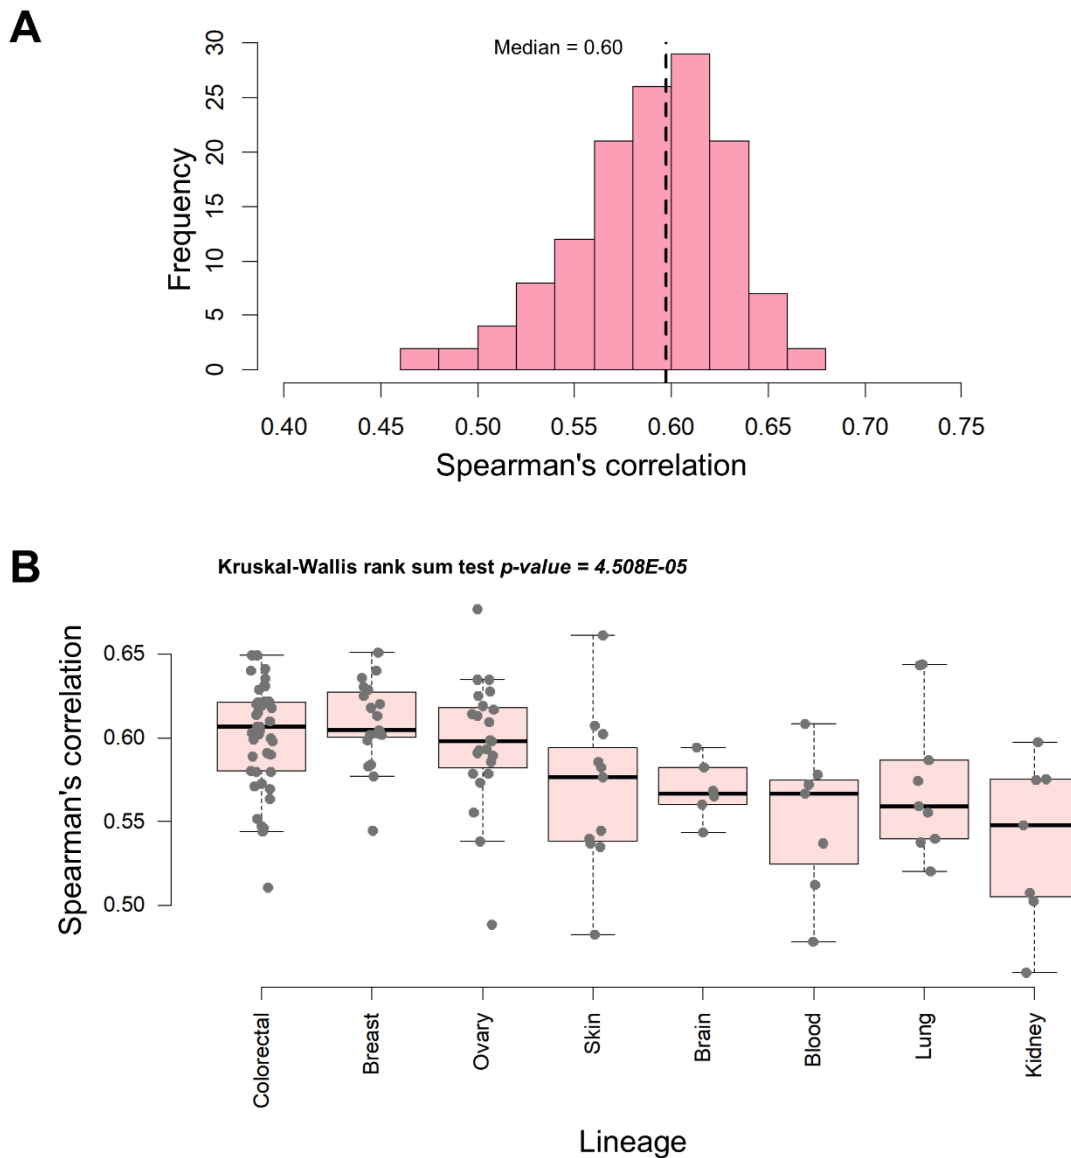 A
Median = 0.60
Frequency
30
25
20
15
10
5
0
0.40 0.45 0.50 0.55 0.60 0.65 0.70 0.75
Spearman's correlation
B
Kruskal-Wallis rank sum test p-value = 4.508E-05
Spearman's correlation
0.65
0.60
0.55
0.50
Colorectal
Breast
Ovary
Skin
Brain
Blood
Lung
Kidney
Lineage